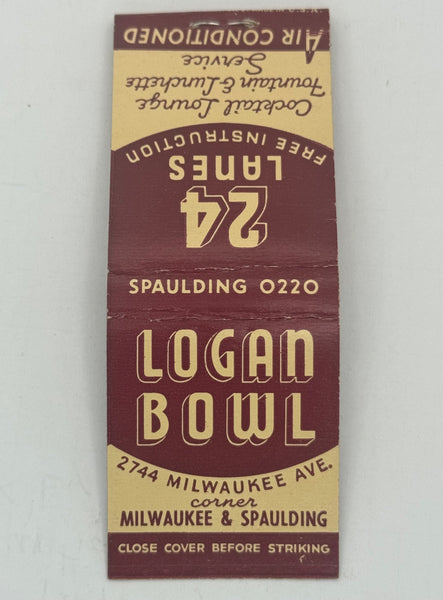 SPAULDING 0220
LOGAN
BOWL
2744 MILWAUKEE AVE.
corner
MILWAUKEE & SPAULDING
CLOSE COVER BEFORE STRIKING
24
LANES
FREE INSTRUCTION
Cocktail Lounge
Fountain & Lunchette
Service
AIR CONDITIONED